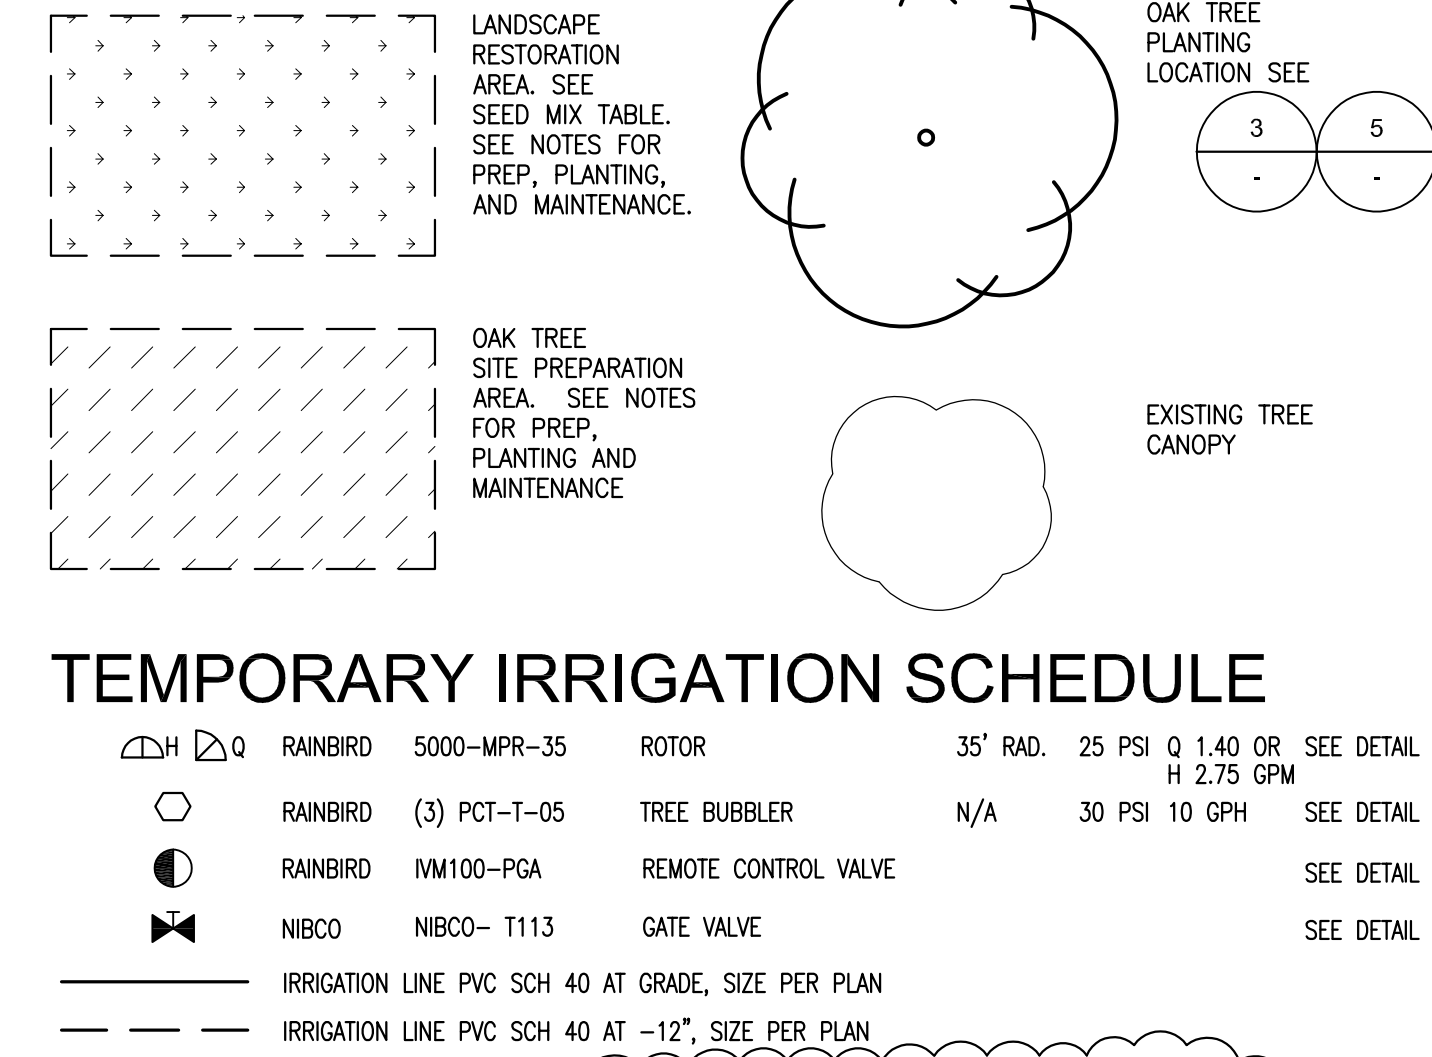 LANDSCAPE
RESTORATION
AREA. SEE
SEED MIX TABLE.
SEE NOTES FOR
PREP, PLANTING,
AND MAINTENANCE.
OAK TREE
PLANTING
LOCATION SEE
3 5
- -
OAK TREE
SITE PREPARATION
AREA. SEE NOTES
FOR PREP,
PLANTING AND
MAINTENANCE
EXISTING TREE
CANOPY
TEMPORARY IRRIGATION SCHEDULE
H Q RAINBIRD 5000-MPR-35 ROTOR 35' RAD. 25 PSI Q 1.40 OR SEE DETAIL
H 2.75 GPM
RAINBIRD (3) PCT-T-05 TREE BUBBLER N/A 30 PSI 10 GPH SEE DETAIL
RAINBIRD IVM100-PGA REMOTE CONTROL VALVE SEE DETAIL
NIBCO NIBCO- T113 GATE VALVE SEE DETAIL
IRRIGATION LINE PVC SCH 40 AT GRADE, SIZE PER PLAN
IRRIGATION LINE PVC SCH 40 AT -12", SIZE PER PLAN